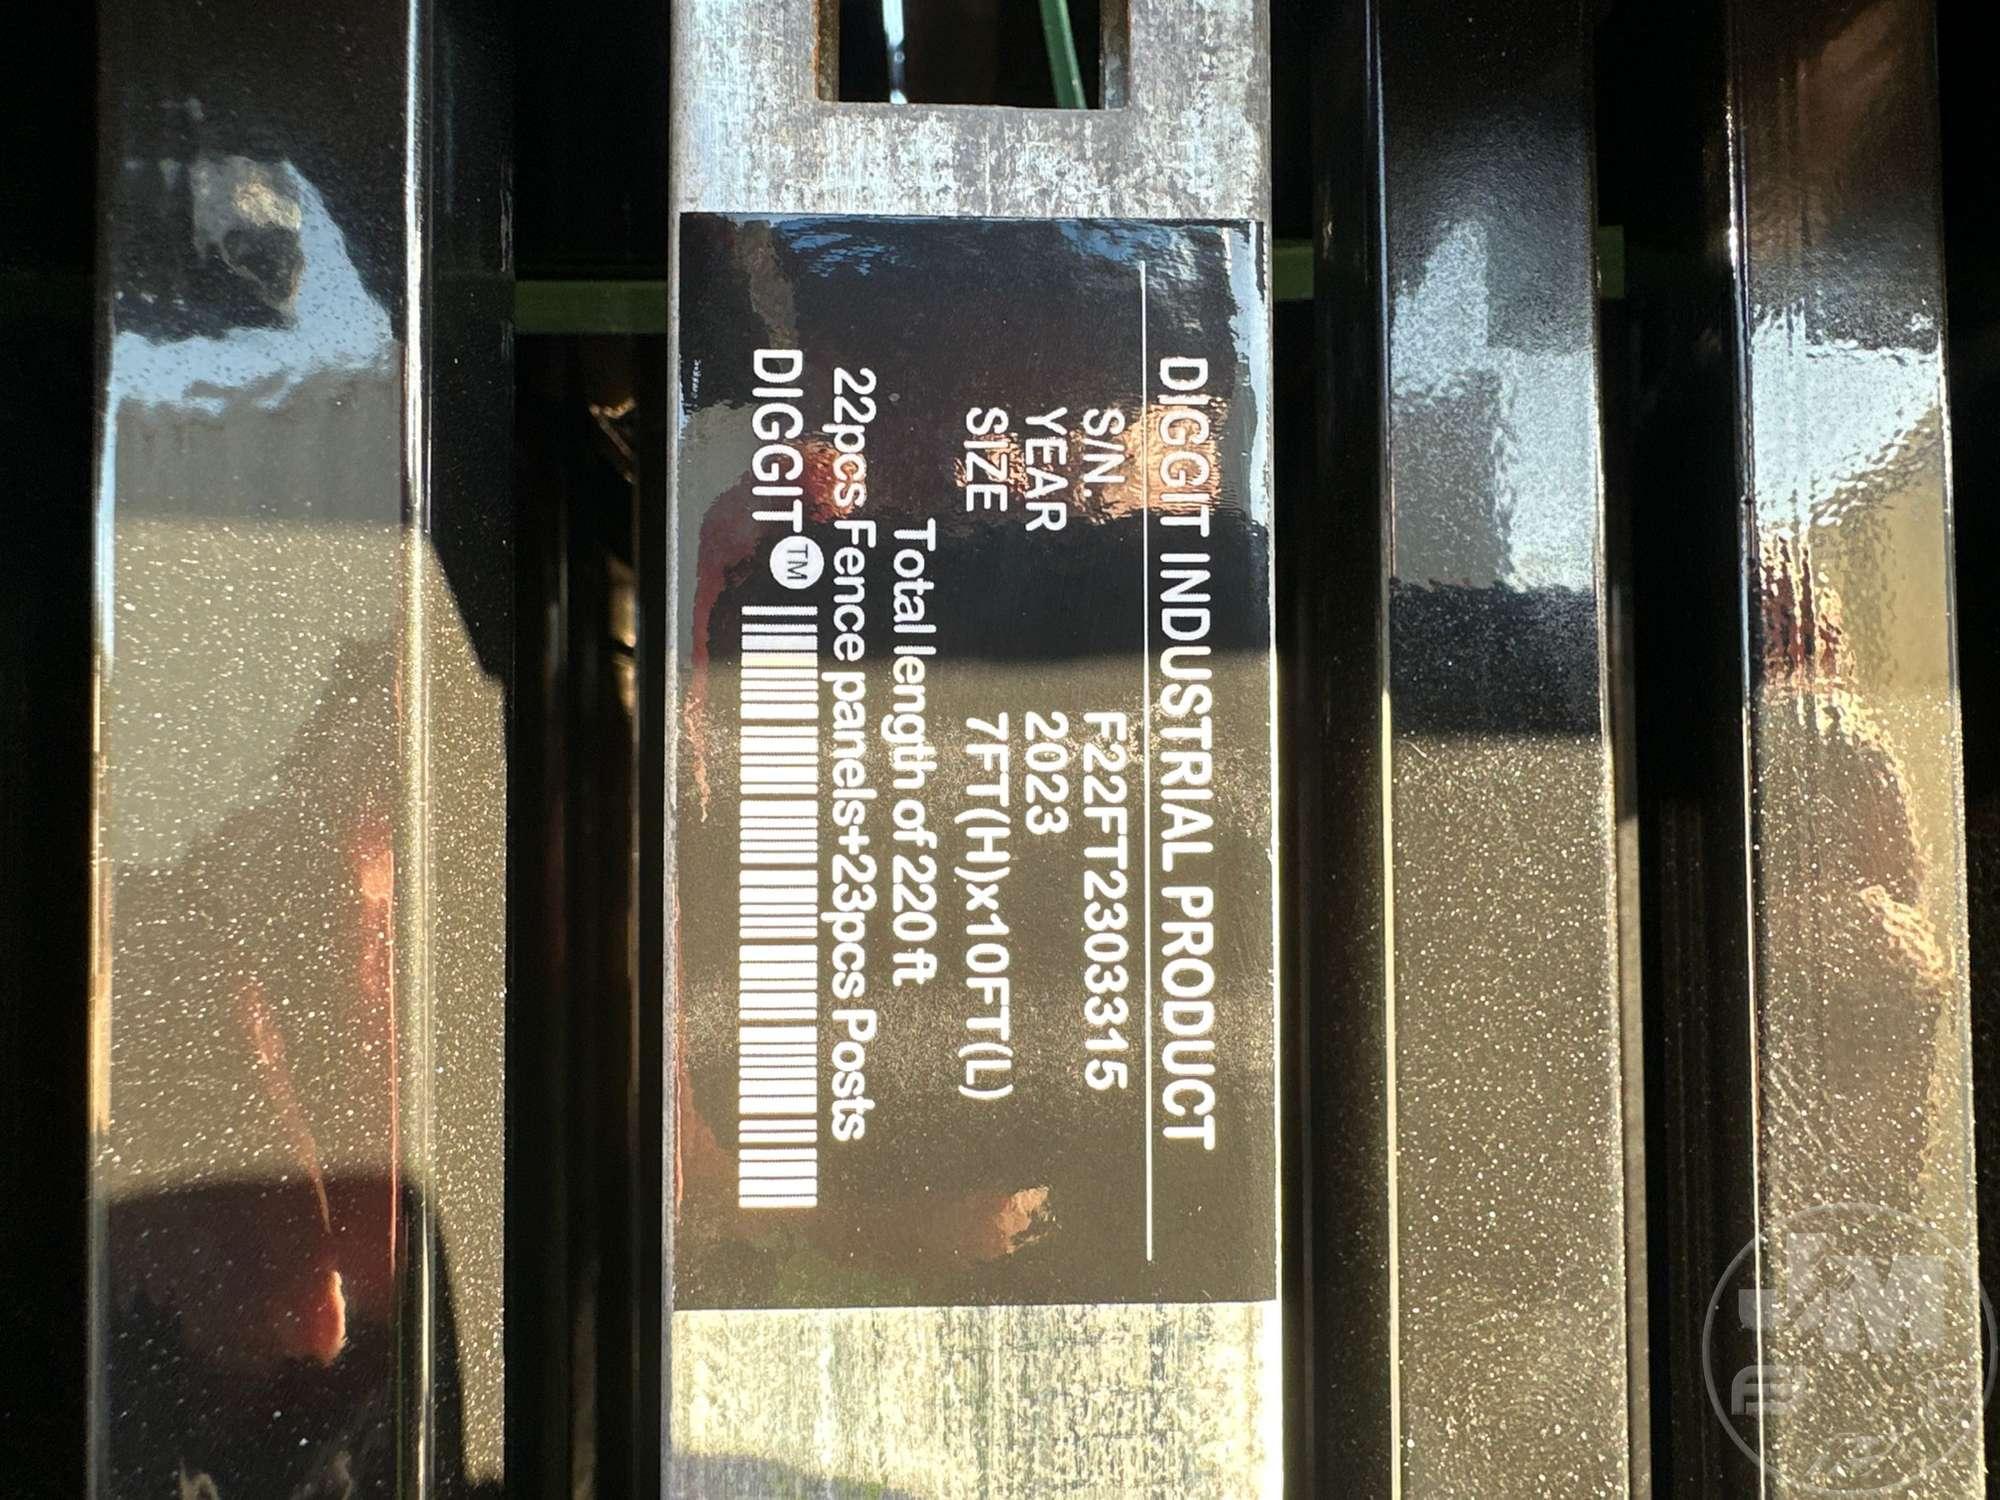 DIGGIT INDUSTRIAL PRODUCT
S/N. F22FT2303315
YEAR 2023
SIZE 7FT(H)x10FT(L)
Total length of 220 ft
22pcs Fence panels+23pcs Posts
DIGGIT TM